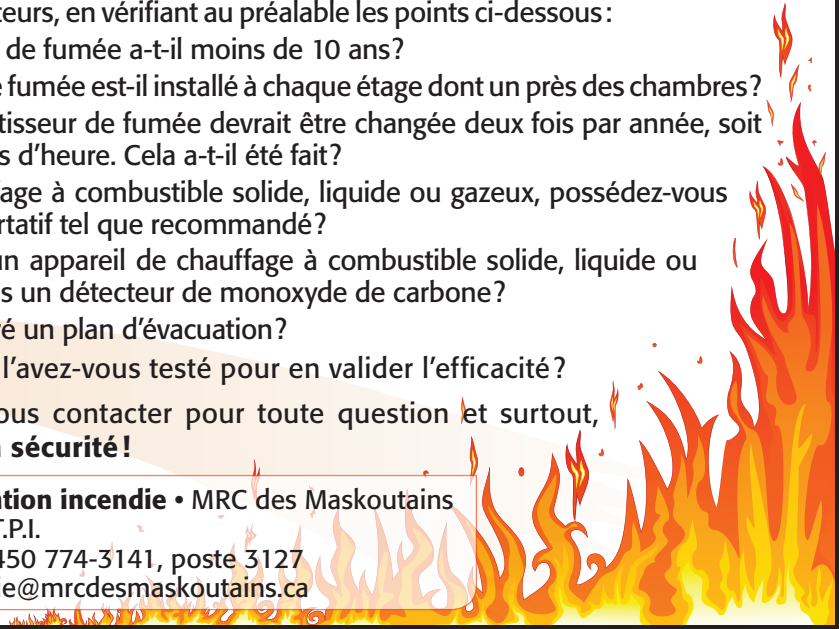 teurs, en vérifiant au préalable les points ci-dessous :
de fumée a-t-il moins de 10 ans ?
fumée est-il installé à chaque étage dont un près des chambres ?
tisseur de fumée devrait être changée deux fois par année, soit
s d’heure. Cela a-t-il été fait ?
age à combustible solide, liquide ou gazeux, possédez-vous
rtatif tel que recommandé ?
un appareil de chauffage à combustible solide, liquide ou
s un détecteur de monoxyde de carbone ?
é un plan d’évacuation ?
l’avez-vous testé pour en valider l’efficacité ?
ous contacter pour toute question et surtout,
sécurité !
tion incendie • MRC des Maskoutains
T.P.I.
450 774-3141, poste 3127
ie@mrcdesmaskoutains.ca